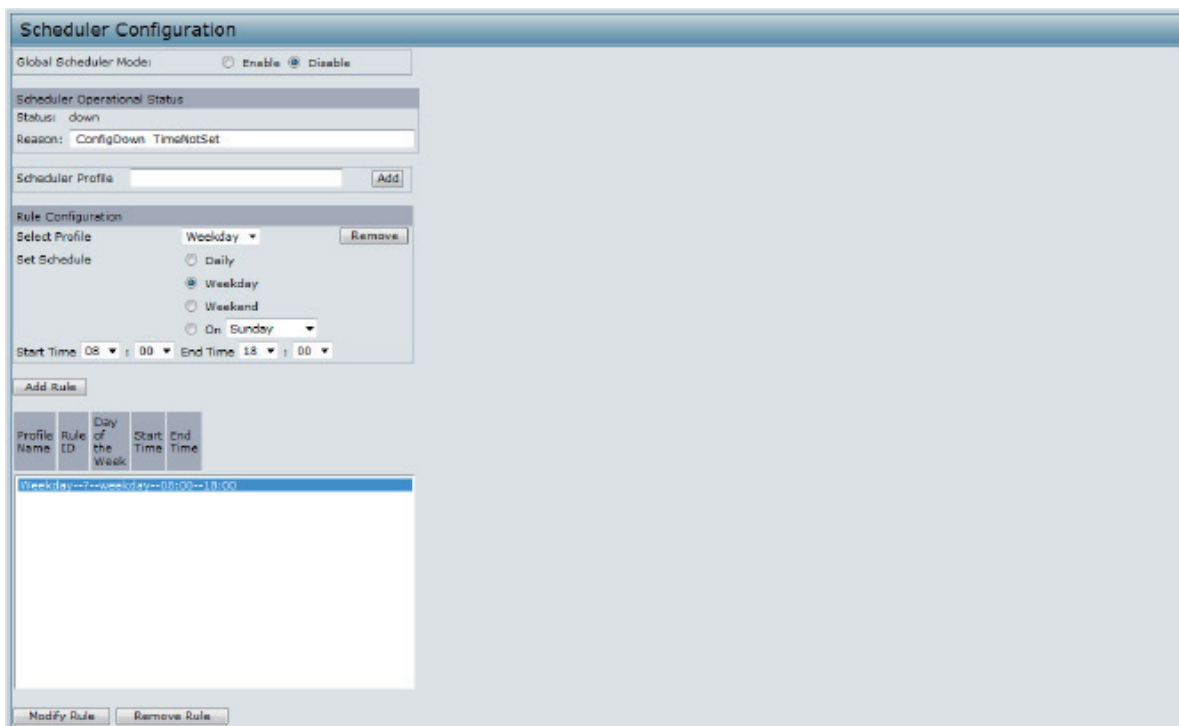 Scheduler Configuration
Global Scheduler Mode: Enable Disable
Scheduler Operational Status
Status: down
Reason: ConfigDown TimeNotSet
Scheduler Profile Add
Rule Configuration
Select Profile Weekday Remove
Set Schedule Daily
Weekday
Weekend
On Sunday
Start Time 08 : 00 End Time 18 : 00
Add Rule
Profile Name Rule ID Day of the Week Start Time End Time
Weekday--?--weekday--08:00--18:00
Modify Rule Remove Rule